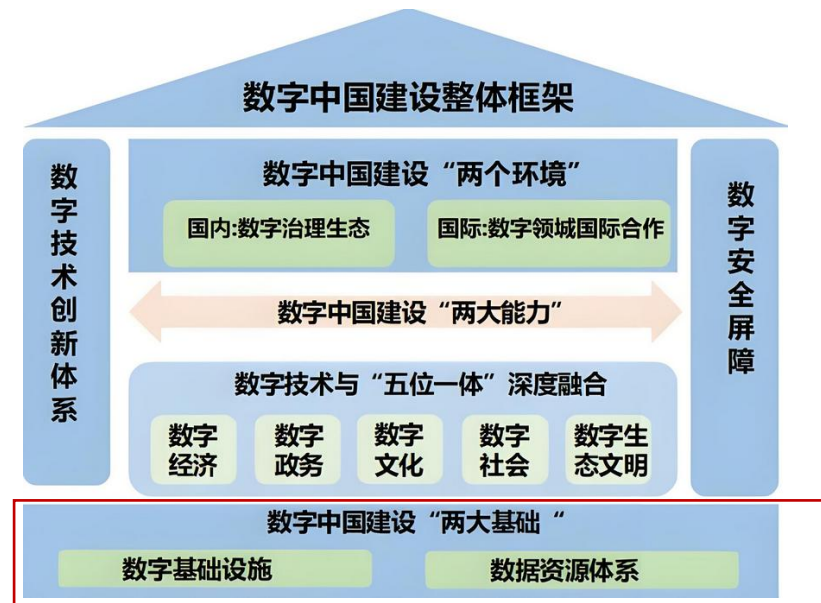 数字中国建设整体框架
数字技术创新体系
数字中国建设“两个环境”
国内:数字治理生态
国际:数字领城国际合作
数字中国建设“两大能力”
数字技术与“五位一体”深度融合
数字
经济
数字
政务
数字
文化
数字
社会
数字生
态文明
数字安全屏障
数字中国建设“两大基础“
数字基础设施
数据资源体系